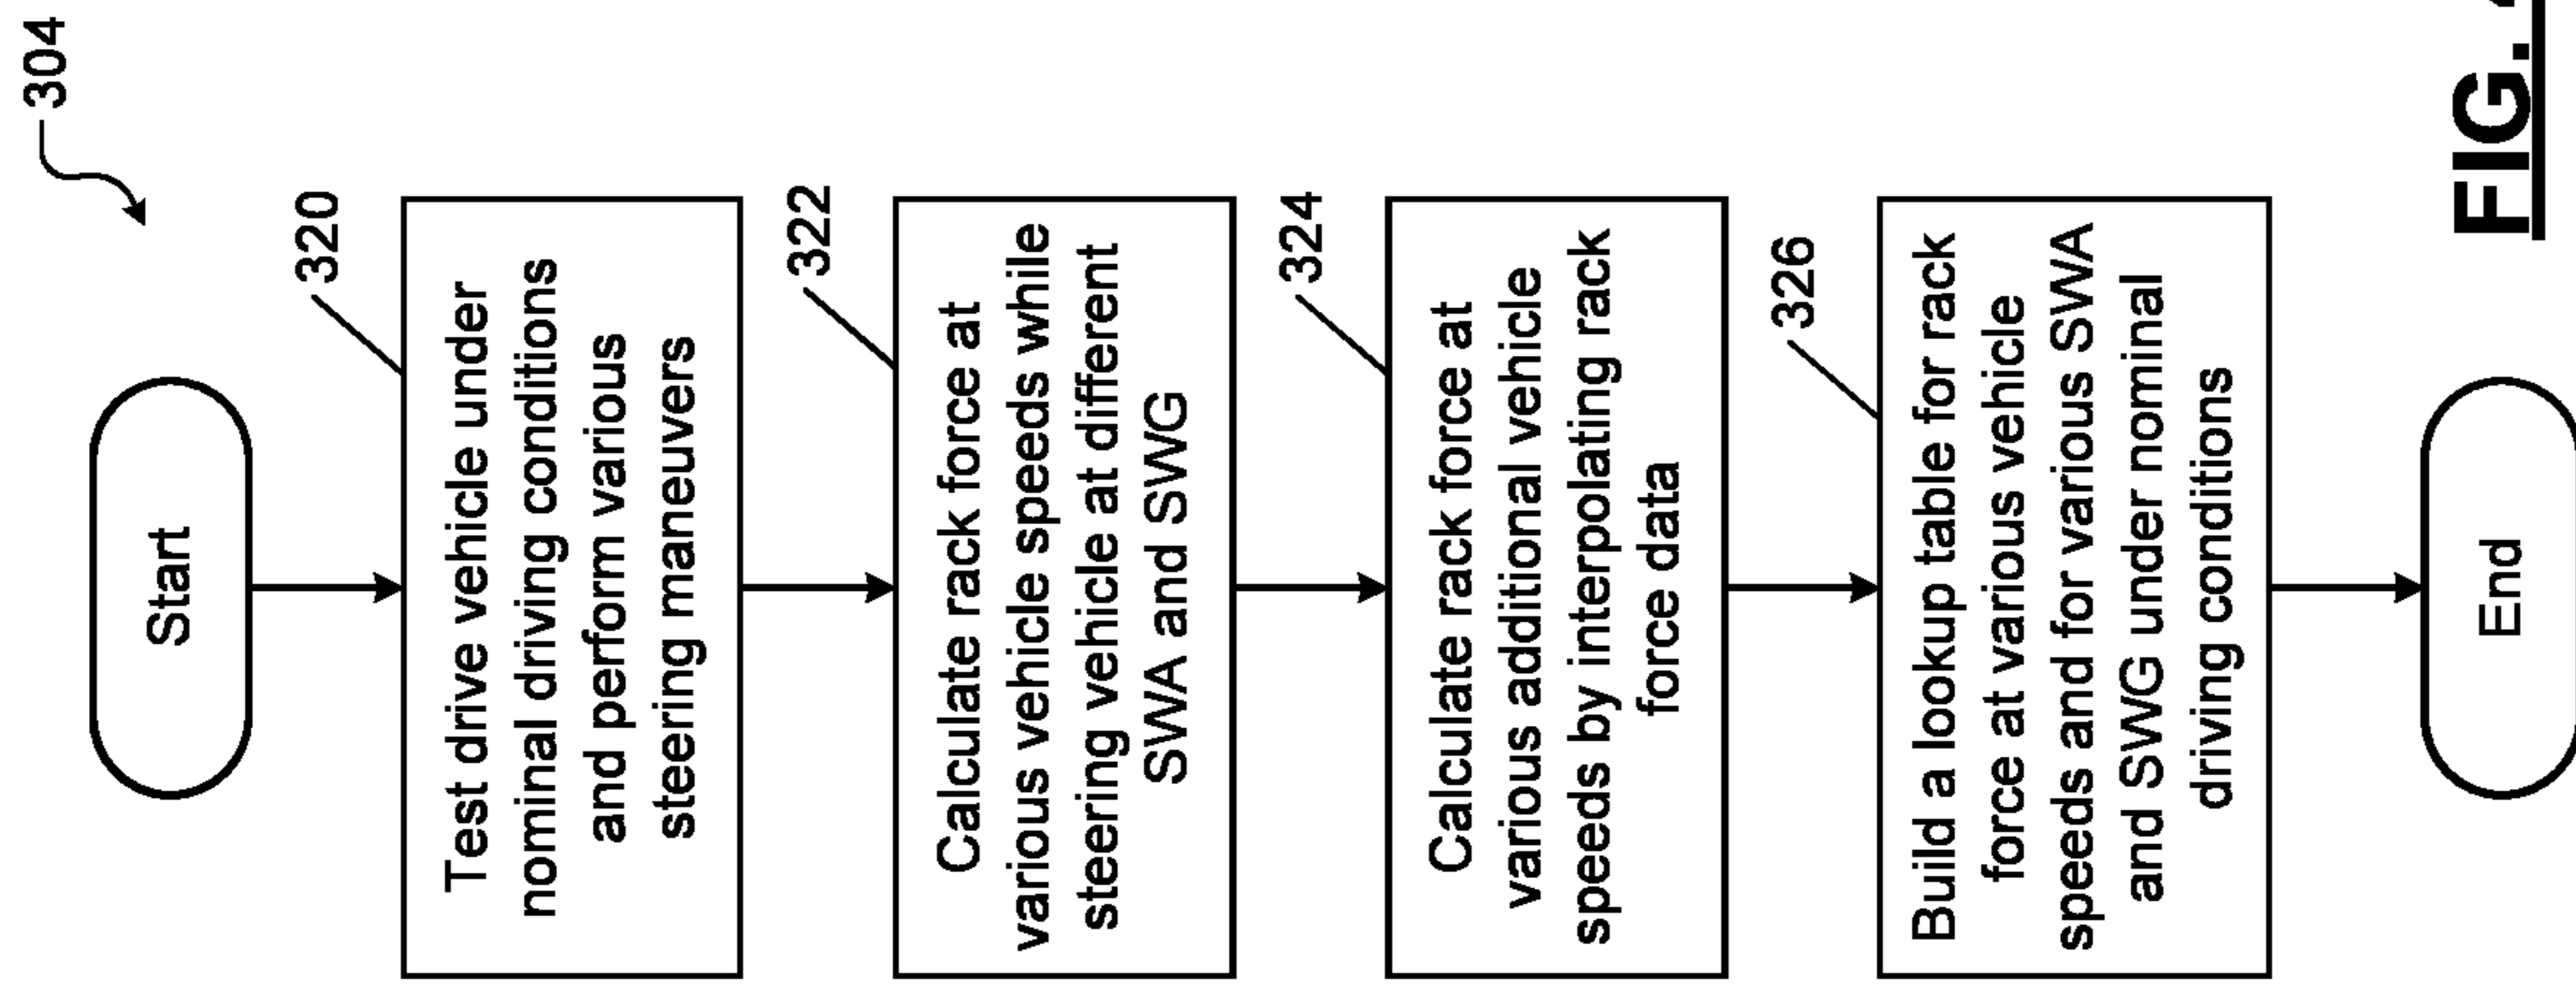 304
Start
320
Test drive vehicle under
nominal driving conditions
and perform various
steering maneuvers
322
Calculate rack force at
various vehicle speeds while
steering vehicle at different
SWA and SWG
324
Calculate rack force at
various additional vehicle
speeds by interpolating rack
force data
326
Build a lookup table for rack
force at various vehicle
speeds and for various SWA
and SWG under nominal
driving conditions
End
FIG.